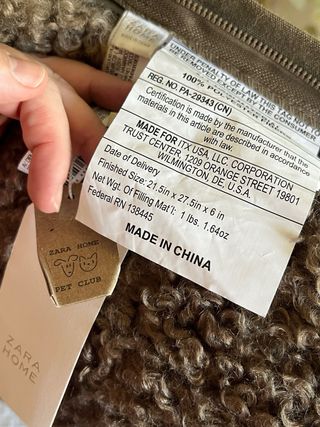 UNDER PENALTY OF LAW THIS TAG NOT TO
100%
REG. NO. PA-29343(CN)
Certification is made by the manufacturer that the
materials in this article are described in accordance
with law.
MADE FOR ITX USA, LLC. CORPORATION
TRUST CENTER, 1209 ORANGE STREET 19801
WILMINGTON, DE. U.S.A.
Date of Delivery
Finished Size: 21.5in x 27.5in x 6 in
Net Wgt. Of Filling Mat'l: 1 lbs. 1.64oz
Federal RN 138445
MADE IN CHINA
ZARA HOME
PET CLUB
ZARA
HOME